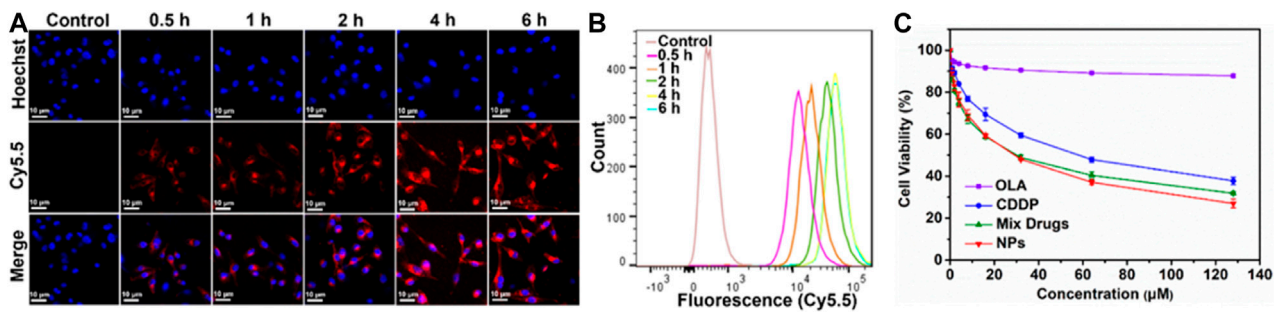 A
Control 0.5 h 1 h 2 h 4 h 6 h
Hoechst
10 μm 10 μm 10 μm 10 μm 10 μm 10 μm
Cy5.5
10 μm 10 μm 10 μm 10 μm 10 μm 10 μm
Merge
10 μm 10 μm 10 μm 10 μm 10 μm 10 μm
B
Control
0.5 h
1 h
2 h
4 h
6 h
Count
400
300
200
100
0
-10³ 0 10³ 10⁴ 10⁵
Fluorescence (Cy5.5)
C
Cell Viability (%)
100
80
60
40
20
0
OLA
CDDP
Mix Drugs
NPs
0 20 40 60 80 100 120 140
Concentration (μM)